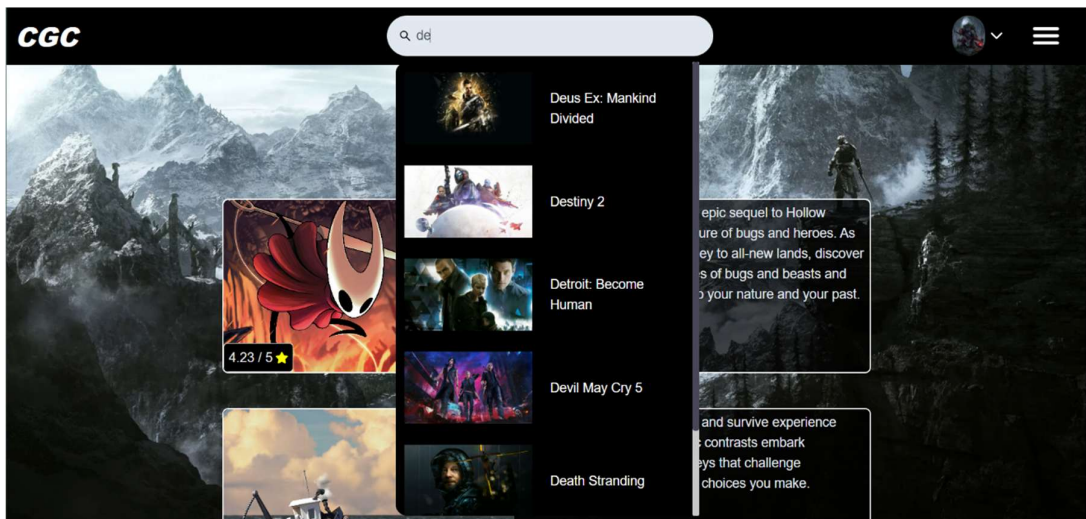 CGC
de
Deus Ex: Mankind
Divided
Destiny 2
Detroit: Become
Human
Devil May Cry 5
Death Stranding
4.23 / 5
epic sequel to Hollow
ure of bugs and heroes. As
ey to all-new lands, discover
s of bugs and beasts and
your nature and your past.
and survive experience
contrasts embark
eys that challenge
choices you make.